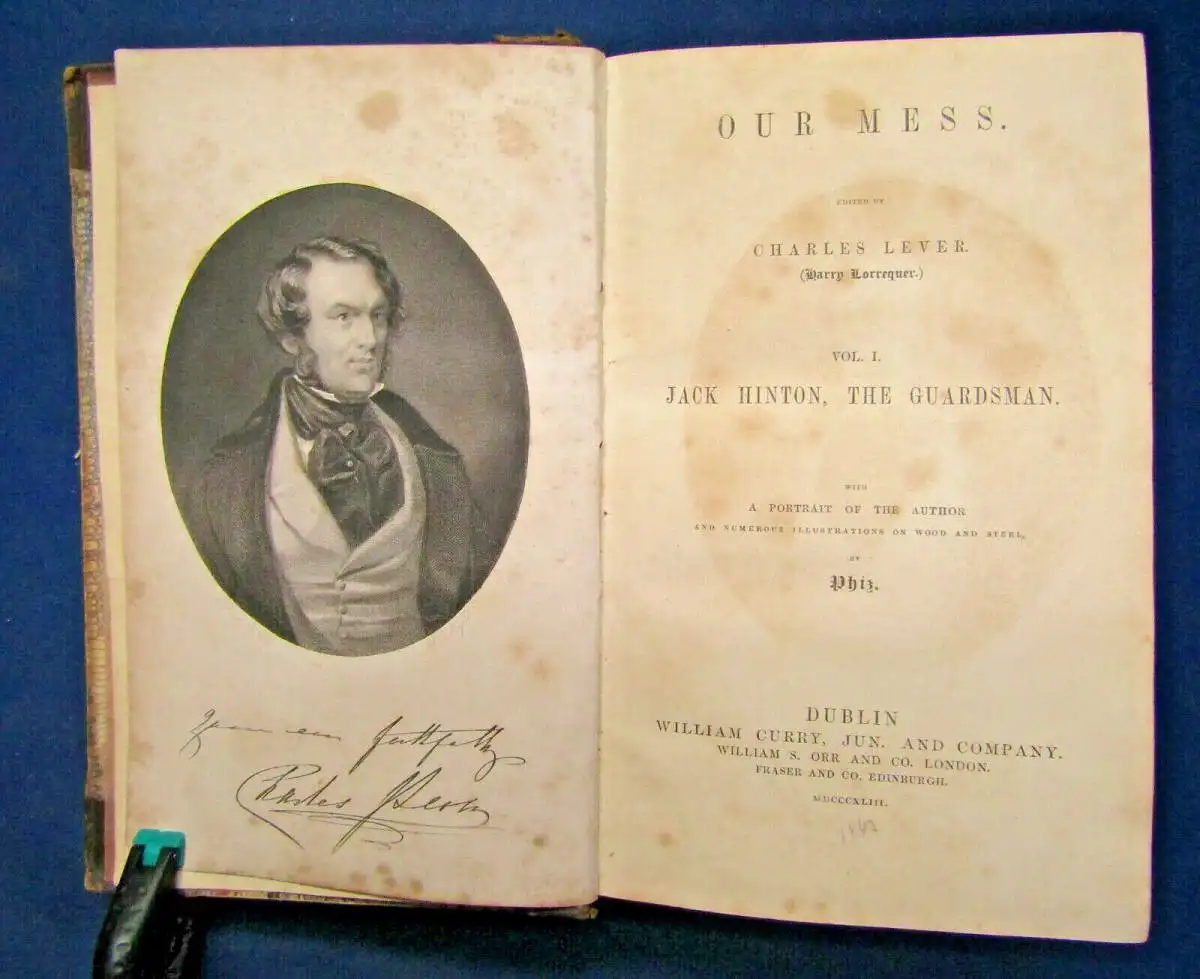 faithfully
Charles Lever
OUR MESS.
EDITED BY
CHARLES LEVER.
(Harry Lorrequer.)
VOL. I.
JACK HINTON, THE GUARDSMAN.
WITH
A PORTRAIT OF THE AUTHOR
AND NUMEROUS ILLUSTRATIONS ON WOOD AND STEEL,
BY
Phiz.
DUBLIN
WILLIAM CURRY, JUN. AND COMPANY.
WILLIAM S. ORR AND CO. LONDON.
FRASER AND CO. EDINBURGH.
MDCCCXLIII.